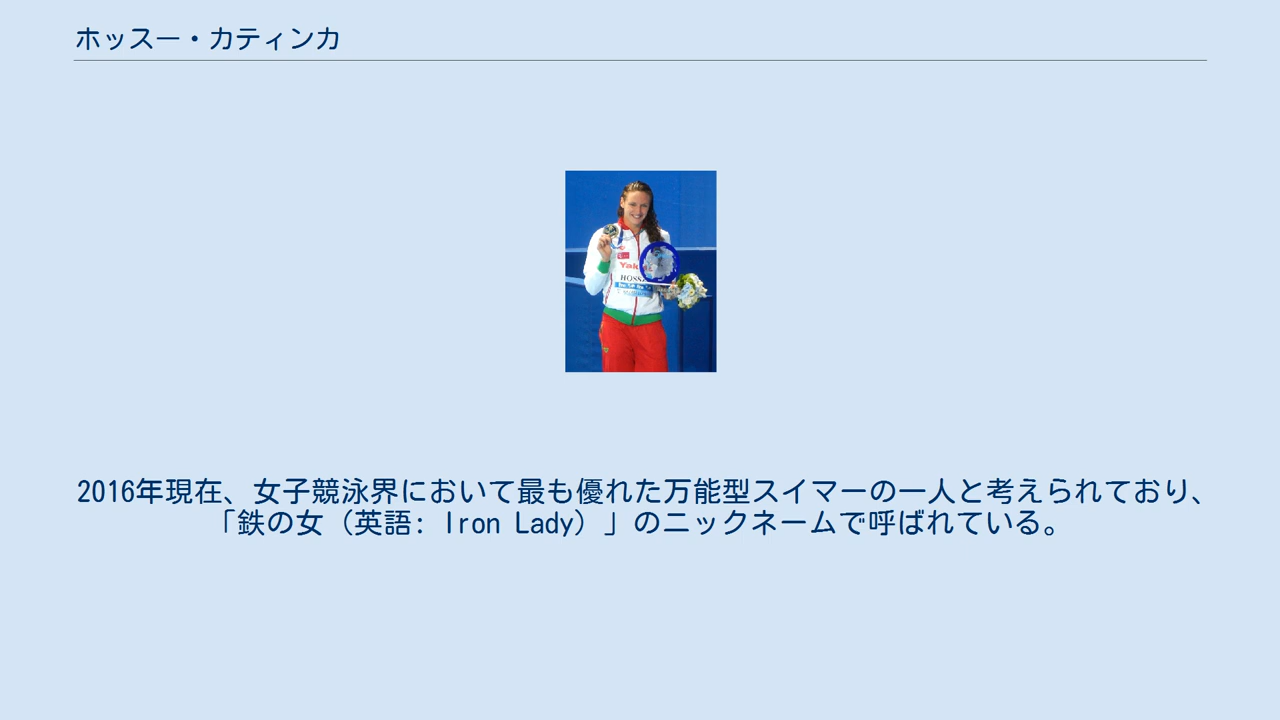 ホッスー・カティンカ
HOSS
2016年現在、女子競泳界において最も優れた万能型スイマーの一人と考えられており、
「鉄の女（英語: Iron Lady）」のニックネームで呼ばれている。